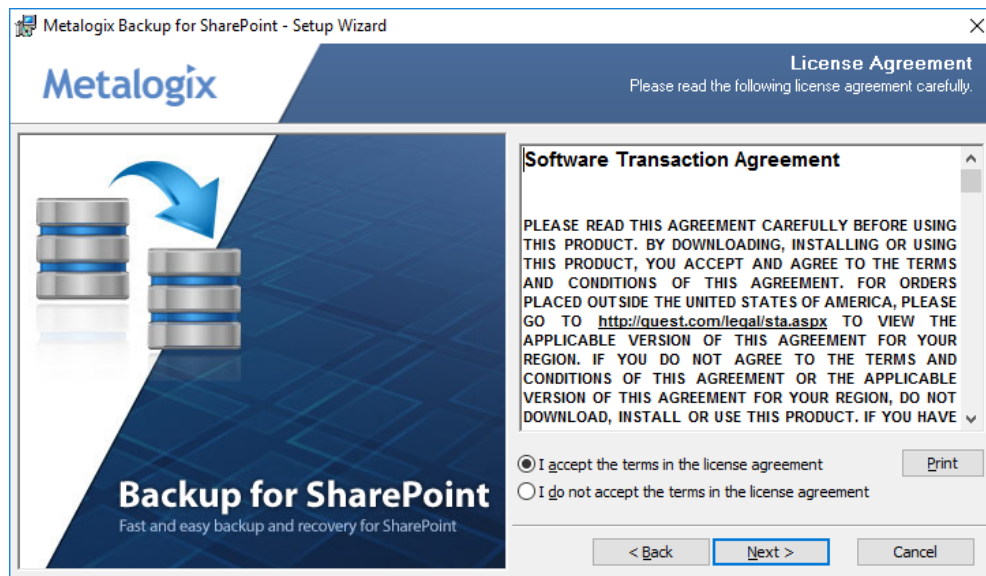 Metalogix Backup for SharePoint - Setup Wizard
Metalogix
License Agreement
Please read the following license agreement carefully.
Software Transaction Agreement
PLEASE READ THIS AGREEMENT CAREFULLY BEFORE USING
THIS PRODUCT. BY DOWNLOADING, INSTALLING OR USING
THIS PRODUCT, YOU ACCEPT AND AGREE TO THE TERMS
AND CONDITIONS OF THIS AGREEMENT. FOR ORDERS
PLACED OUTSIDE THE UNITED STATES OF AMERICA, PLEASE
GO TO http://quest.com/legal/sta.aspx TO VIEW THE
APPLICABLE VERSION OF THIS AGREEMENT FOR YOUR
REGION. IF YOU DO NOT AGREE TO THE TERMS AND
CONDITIONS OF THIS AGREEMENT OR THE APPLICABLE
VERSION OF THIS AGREEMENT FOR YOUR REGION, DO NOT
DOWNLOAD, INSTALL OR USE THIS PRODUCT. IF YOU HAVE
Backup for SharePoint
Fast and easy backup and recovery for SharePoint
I accept the terms in the license agreement
Print
I do not accept the terms in the license agreement
< Back
Next >
Cancel